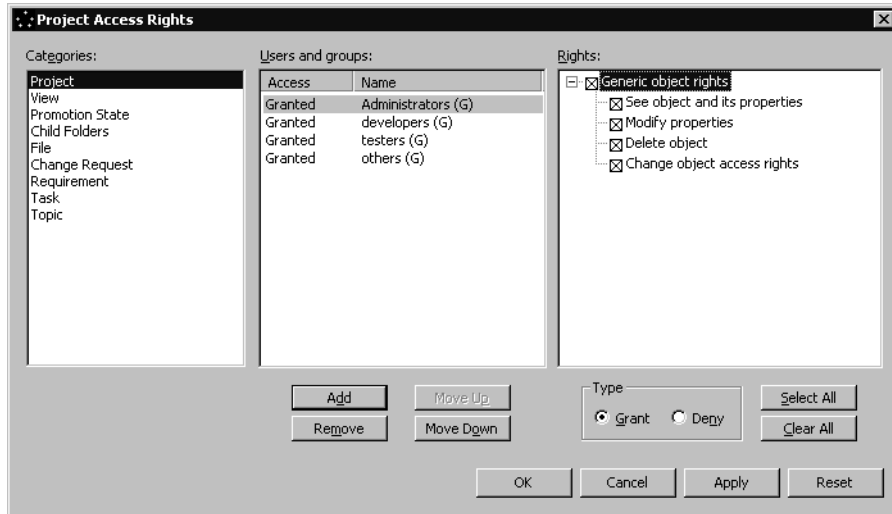 Project Access Rights
Categories:
Project
View
Promotion State
Child Folders
File
Change Request
Requirement
Task
Topic
Users and groups:
Access Name
Granted Administrators (G)
Granted developers (G)
Granted testers (G)
Granted others (G)
Rights:
Generic object rights
See object and its properties
Modify properties
Delete object
Change object access rights
Add
Move Up
Remove
Move Down
Type
Grant Deny
Select All
Clear All
OK
Cancel
Apply
Reset